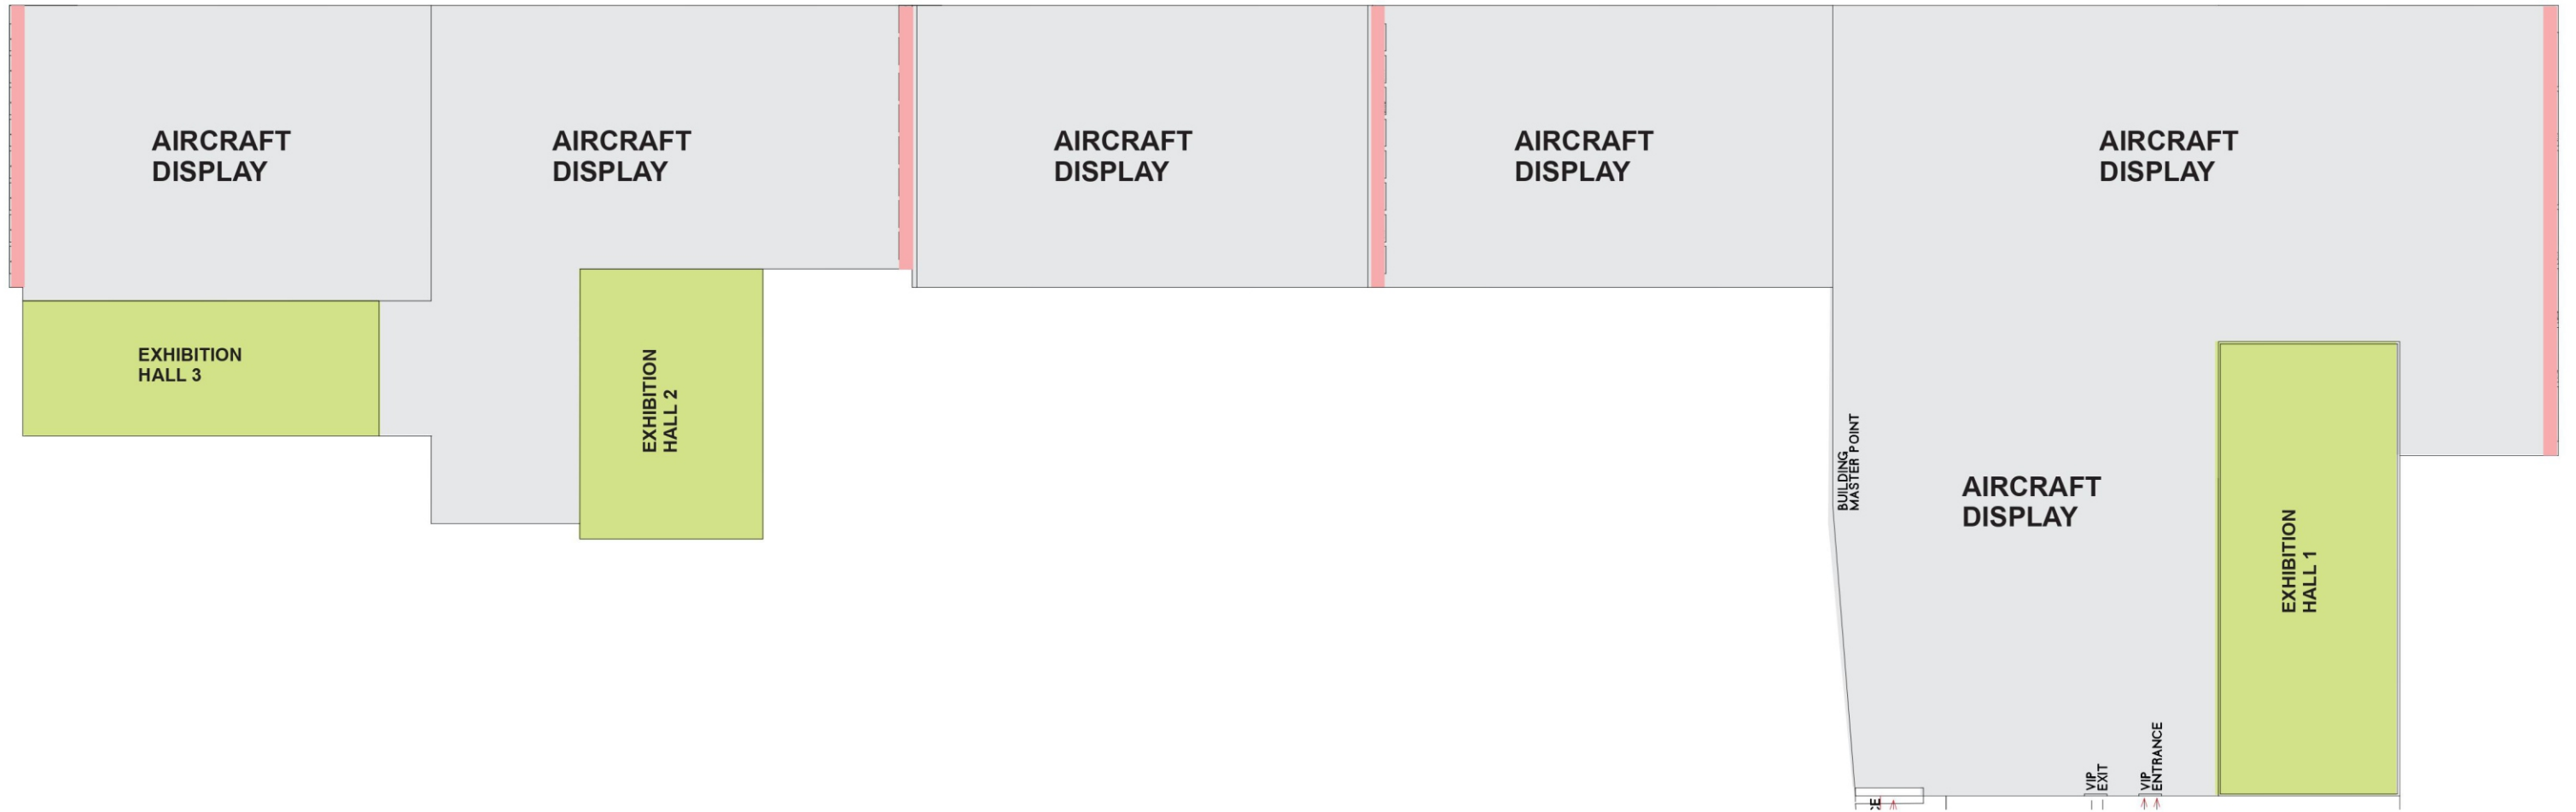 AIRCRAFT
DISPLAY
AIRCRAFT
DISPLAY
AIRCRAFT
DISPLAY
AIRCRAFT
DISPLAY
AIRCRAFT
DISPLAY
EXHIBITION
HALL 3
EXHIBITION
HALL 2
BUILDING
MASTER POINT
AIRCRAFT
DISPLAY
EXHIBITION
HALL 1
VIP
EXIT
VIP
ENTRANCE